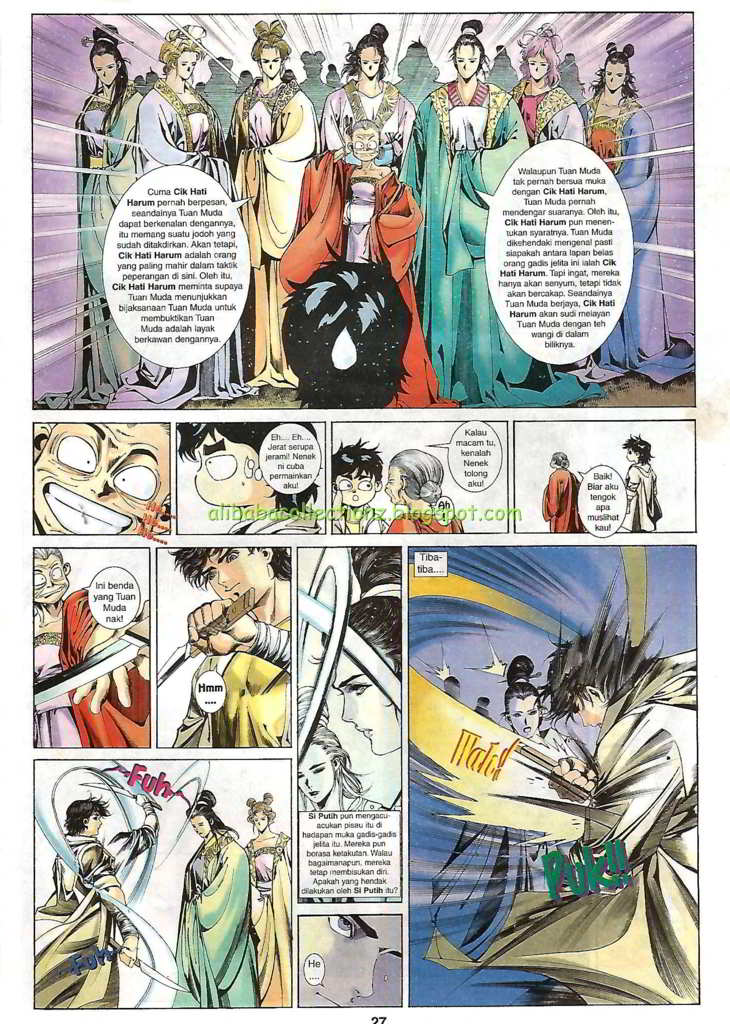 Cuma Cik Hati
Harum pernah berpesan,
seandainya Tuan Muda
dapat berkenalan dengannya,
itu memang suatu jodoh yang
sudah ditakdirkan. Akan tetapi,
Cik Hati Harum adalah orang
yang paling mahir dalam taktik
peperangan di sini. Oleh itu,
Cik Hati Harum meminta supaya
Tuan Muda menunjukkan
bijaksanaan Tuan Muda untuk
membuktikan Tuan
Muda adalah layak
berkawan dengannya.
Walaupun Tuan Muda
tak pernah bersua muka
dengan Cik Hati Harum,
Tuan Muda pernah
mendengar suaranya. Oleh itu,
Cik Hati Harum pun menen-
tukan syaratnya. Tuan Muda
dikehendaki mengenal pasti
siapakah antara lapan belas
orang gadis jelita ini ialah Cik
Hati Harum. Tapi ingat, mereka
hanya akan senyum, tetapi tidak
akan bercakap. Seandainya
Tuan Muda berjaya, Cik Hati
Harum akan sudi melayan
Tuan Muda dengan teh
wangi di dalam
biliknya.
Eh.... Eh....
Jerat serupa
jerami! Nenek
ni cuba
permainkan
aku!
Kalau
macam tu,
kenalah
Nenek
tolong
aku!
Ah
Baik!
Biar aku
tengok
apa
muslihat
kau!
alibabacollectionz.blogspot.com
Ini benda
yang Tuan
Muda
nak!
Hmm
....
Si Putih pun mengacu-
acukan pisau itu di
hadapan muka gadis-gadis
jelita itu. Mereka pun
berasa ketakutan. Walau
bagaimanapun, mereka
tetap membisukan diri.
Apakah yang hendak
dilakukan oleh Si Putih itu?
Tiba-
tiba....
Fuh
Fuh
He
....
Puk!!
27